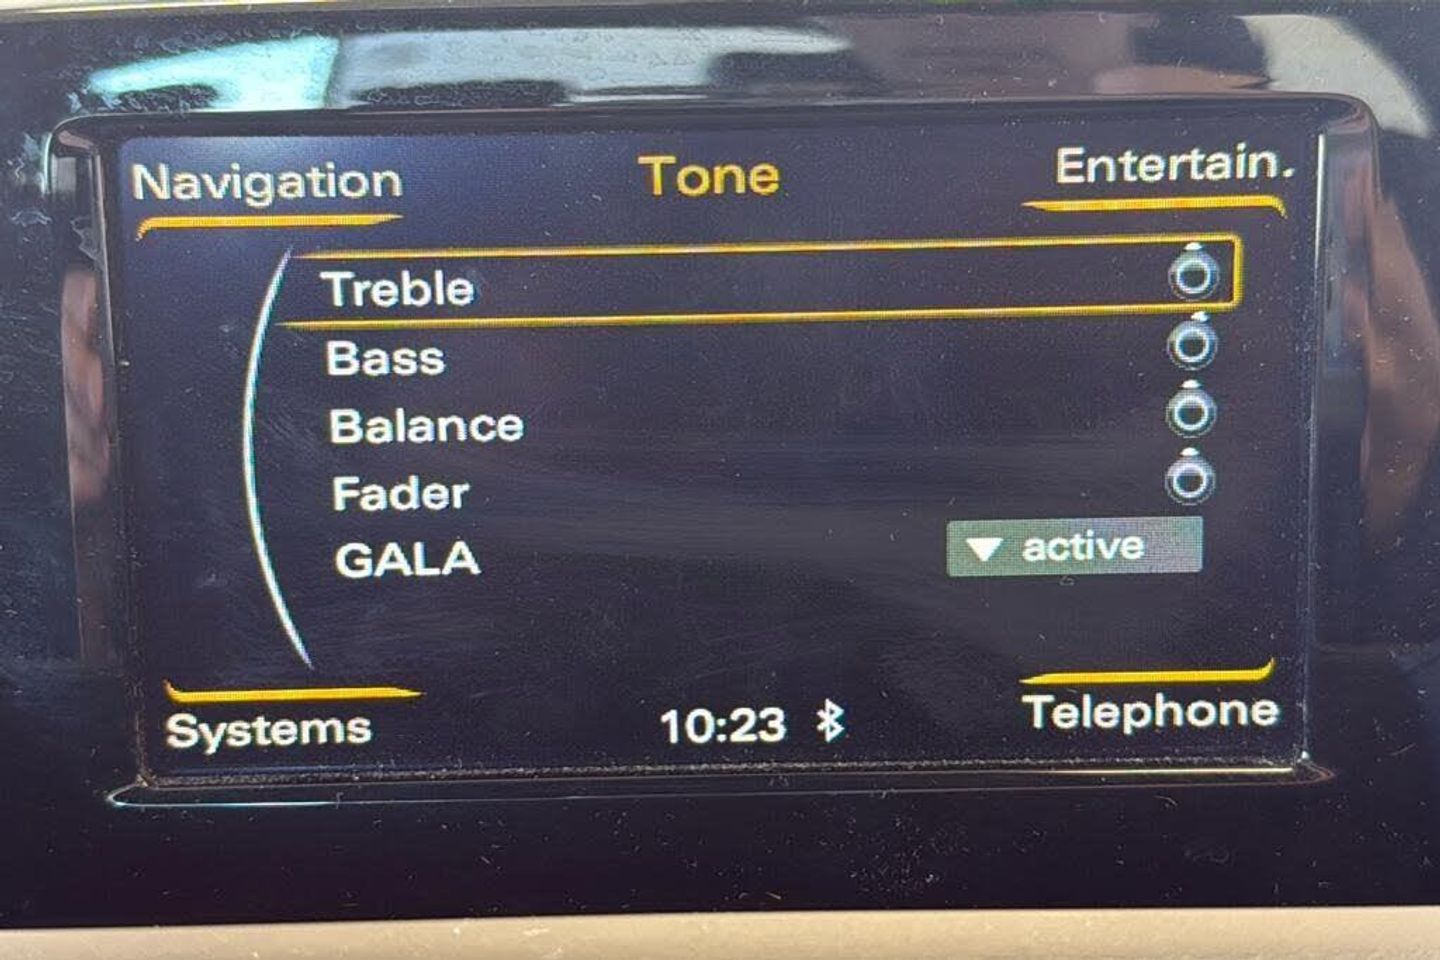 Navigation Tone Entertain.
Treble
Bass
Balance
Fader
GALA active
Systems 10:23 Telephone